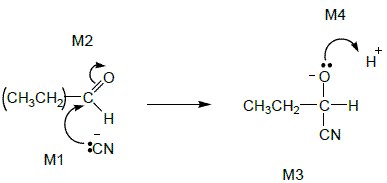 M2
M4
O
H+
(CH3CH2)–C
H
−
:CN
M1
−
:O:
CH3CH2–C–H
CN
M3